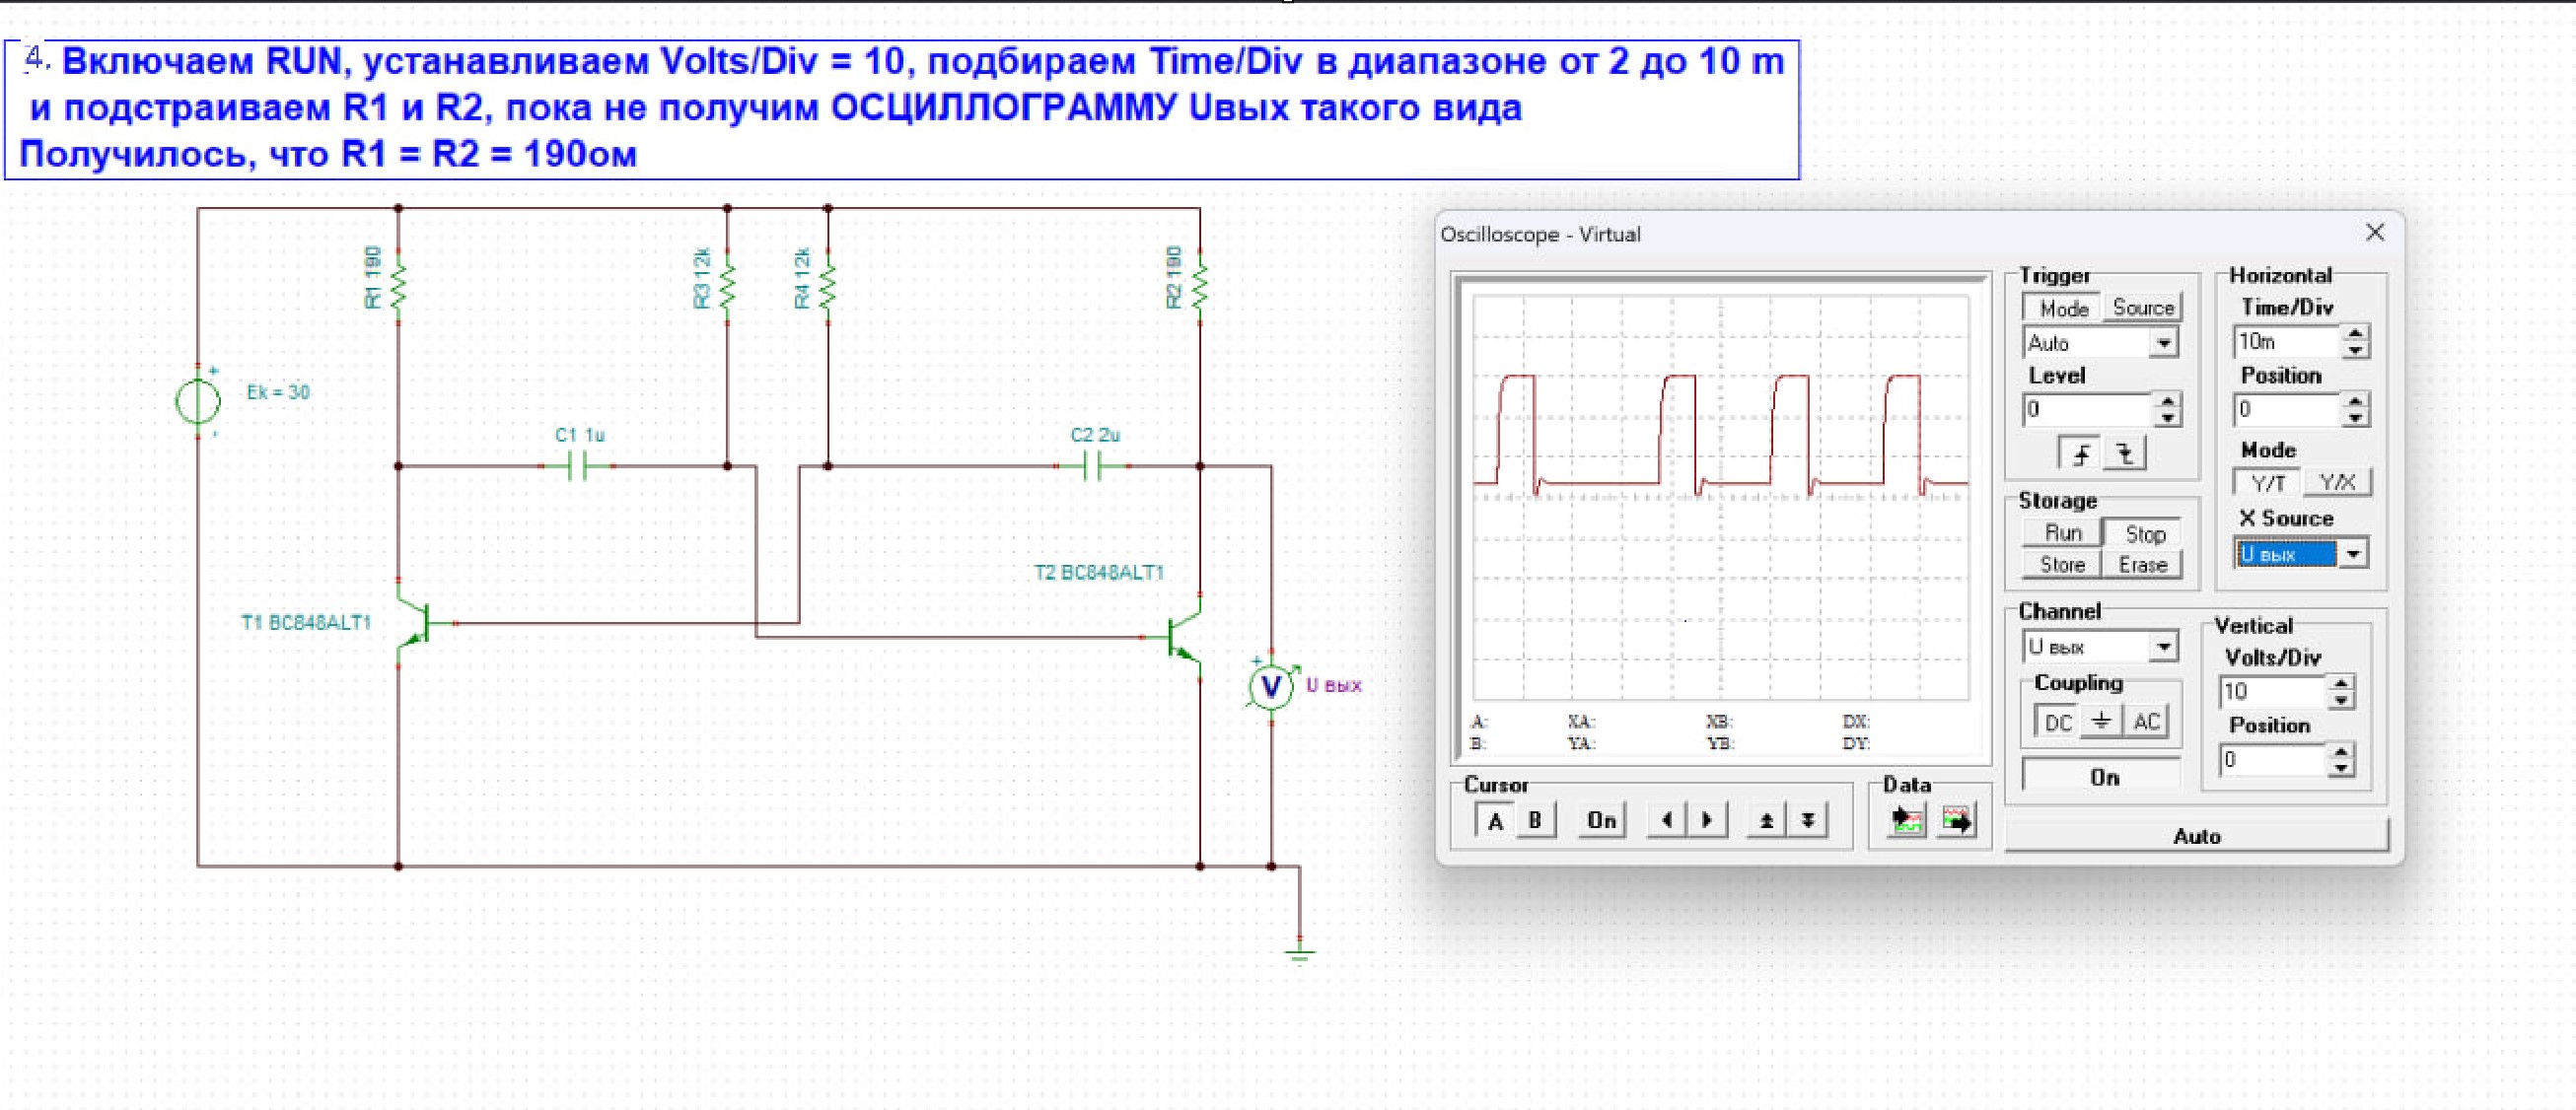 4. Включаем RUN, устанавливаем Volts/Div = 10, подбираем Time/Div в диапазоне от 2 до 10 m
и подстраиваем R1 и R2, пока не получим ОСЦИЛЛОГРАММУ Uвых такого вида
Получилось, что R1 = R2 = 190ом
R1 190
R3 12k
R4 12k
R2 190
+
Ek = 30
-
C1 1u
C2 2u
T2 BC848ALT1
T1 BC848ALT1
+
V
U вых
Oscilloscope - Virtual
A: XA: XB: DX:
B: YA: YB: DY:
Cursor
A B On
Data
Trigger
Mode Source
Auto
Level
0
Storage
Run Stop
Store Erase
Channel
U вых
Coupling
DC AC
On
Horizontal
Time/Div
10m
Position
0
Mode
Y/T Y/X
X Source
U вых
Vertical
Volts/Div
10
Position
0
Auto